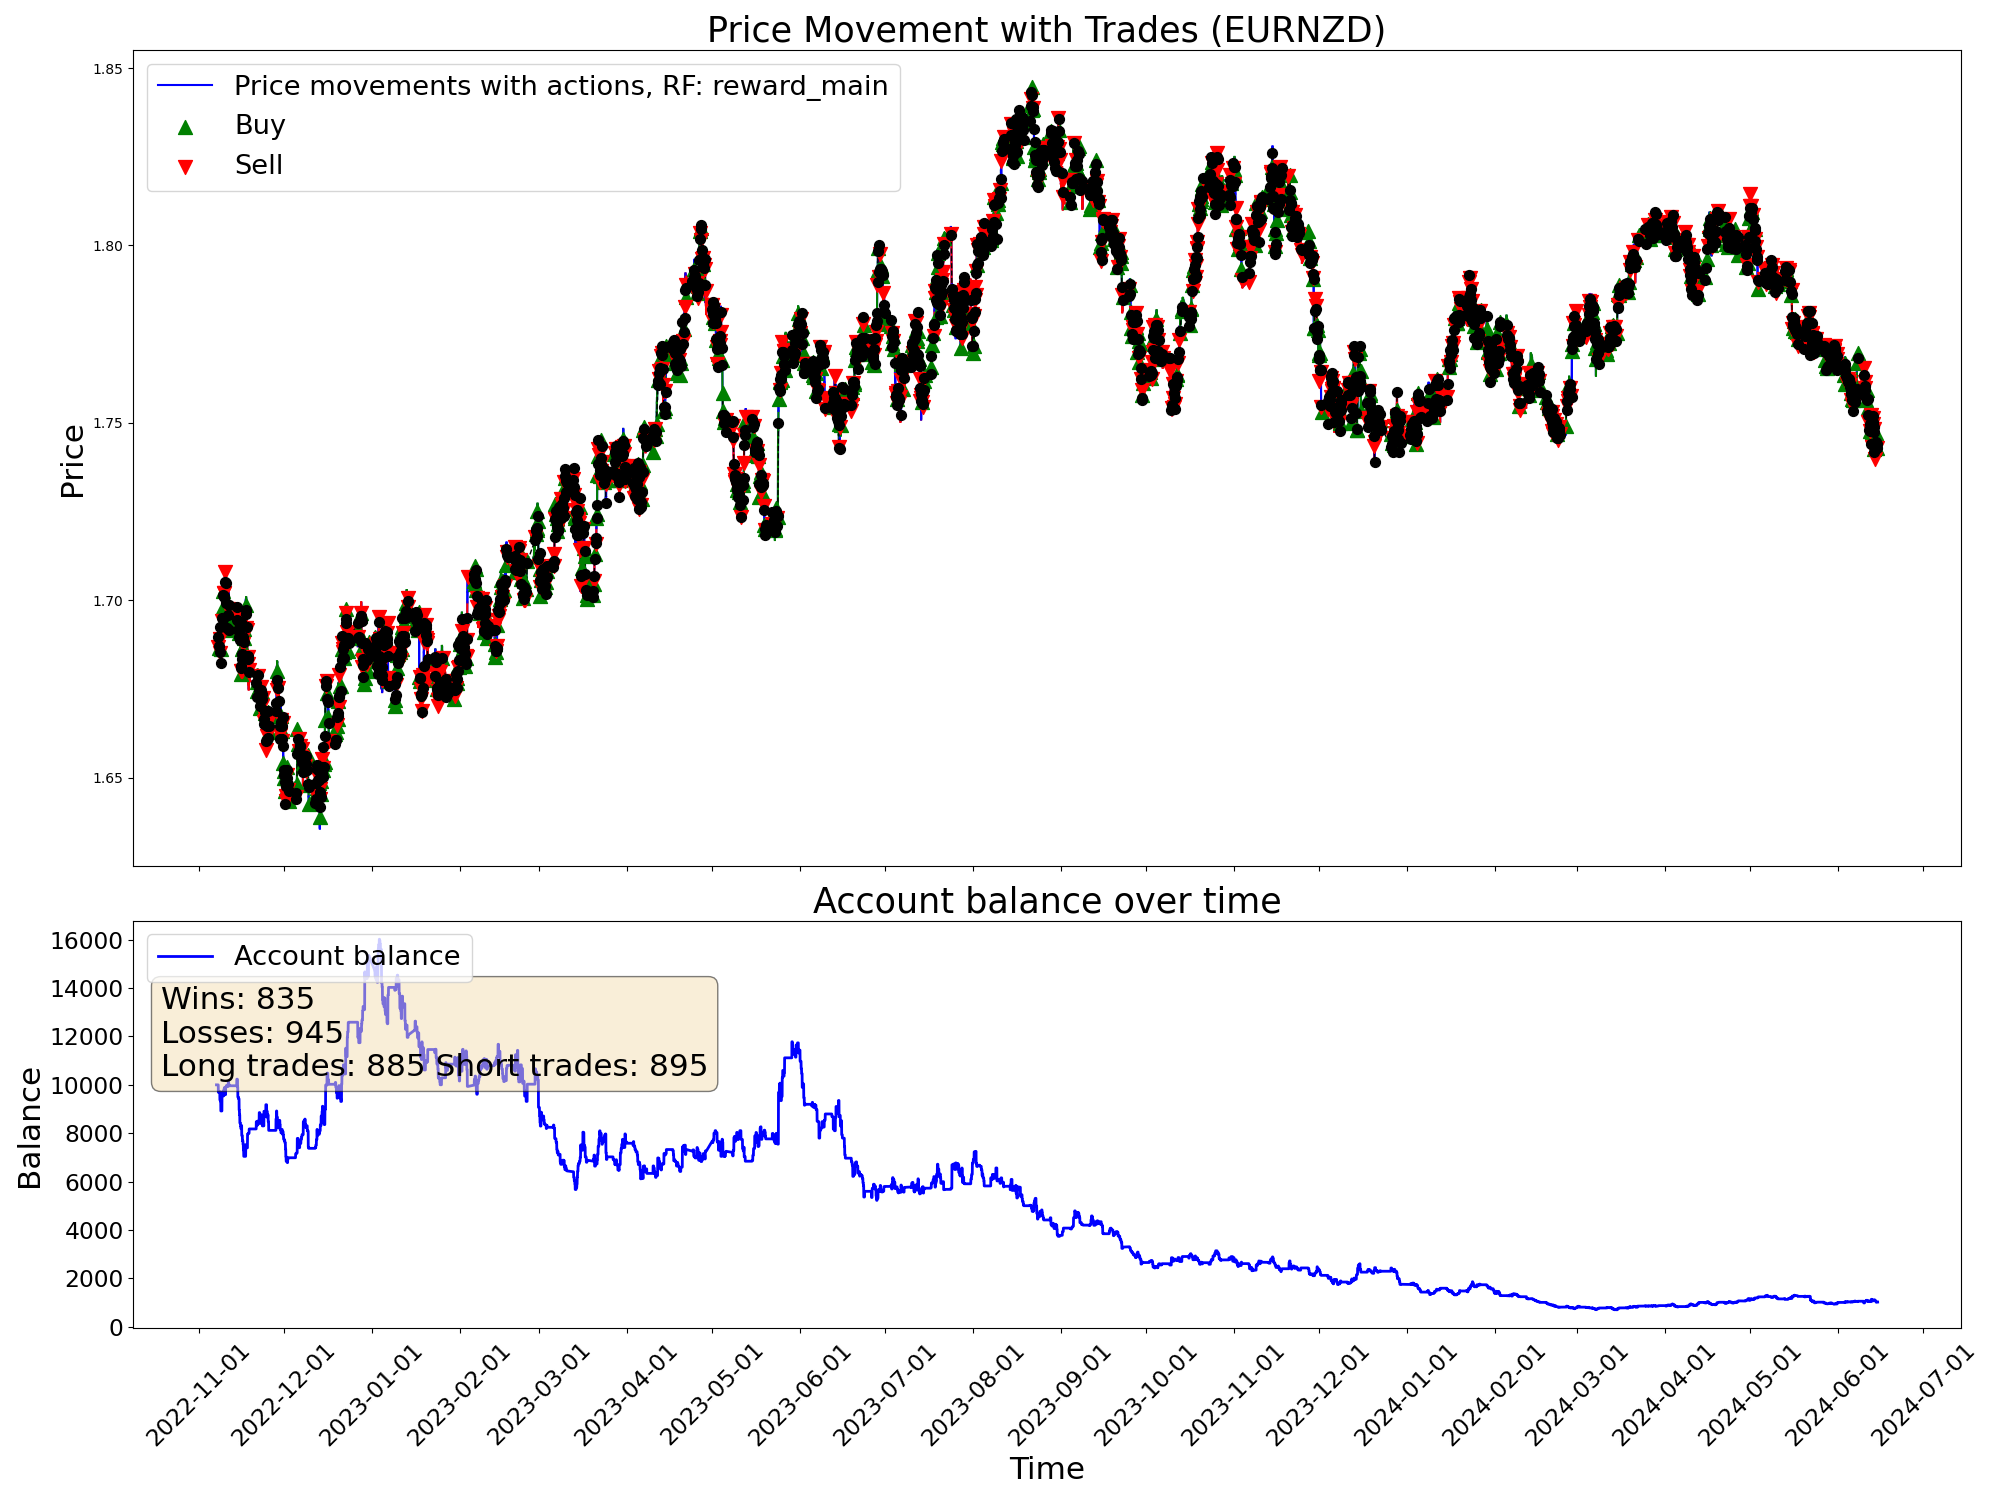 Price Movement with Trades (EURNZD)
Price movements with actions, RF: reward_main
Buy
Sell
Price
1.85
1.80
1.75
1.70
1.65
Account balance over time
Account balance
Wins: 835
Losses: 945
Long trades: 885 Short trades: 895
Balance
16000
14000
12000
10000
8000
6000
4000
2000
0
2022-11-01
2022-12-01
2023-01-01
2023-02-01
2023-03-01
2023-04-01
2023-05-01
2023-06-01
2023-07-01
2023-08-01
2023-09-01
2023-10-01
2023-11-01
2023-12-01
2024-01-01
2024-02-01
2024-03-01
2024-04-01
2024-05-01
2024-06-01
2024-07-01
Time